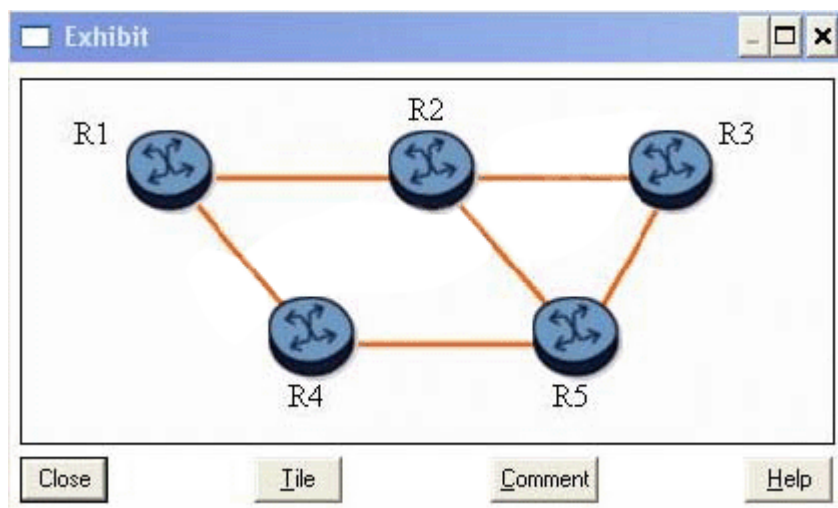 Exhibit
R1
R2
R3
R4
R5
Close
Tile
Comment
Help